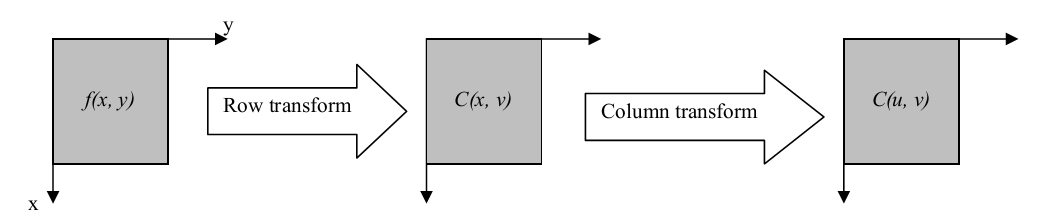 y
f(x, y)
Row transform
C(x, v)
Column transform
C(u, v)
x